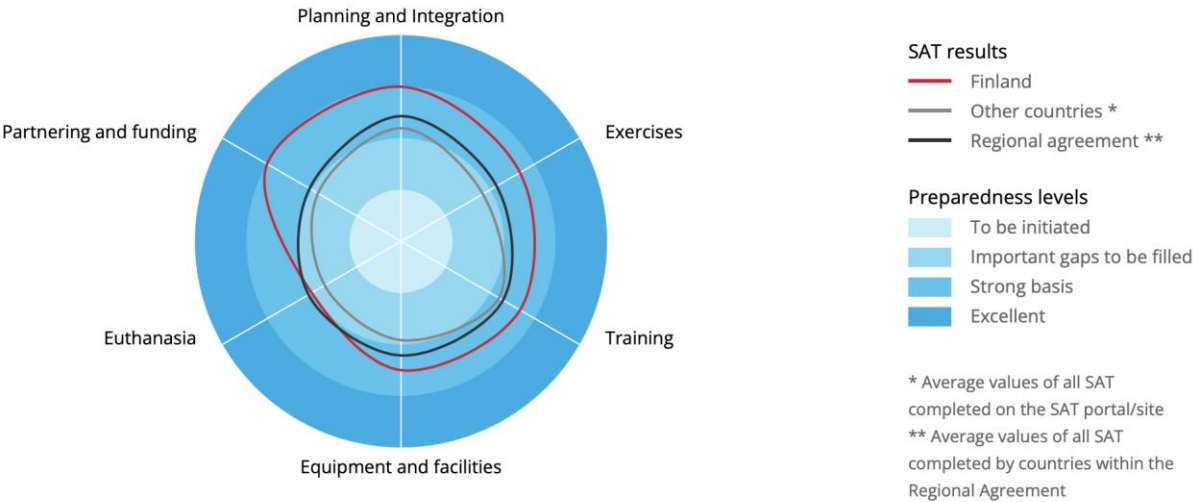 Planning and Integration
Partnering and funding
Exercises
Euthanasia
Training
Equipment and facilities
SAT results
Finland
Other countries *
Regional agreement **
Preparedness levels
To be initiated
Important gaps to be filled
Strong basis
Excellent
* Average values of all SAT
completed on the SAT portal/site
** Average values of all SAT
completed by countries within the
Regional Agreement